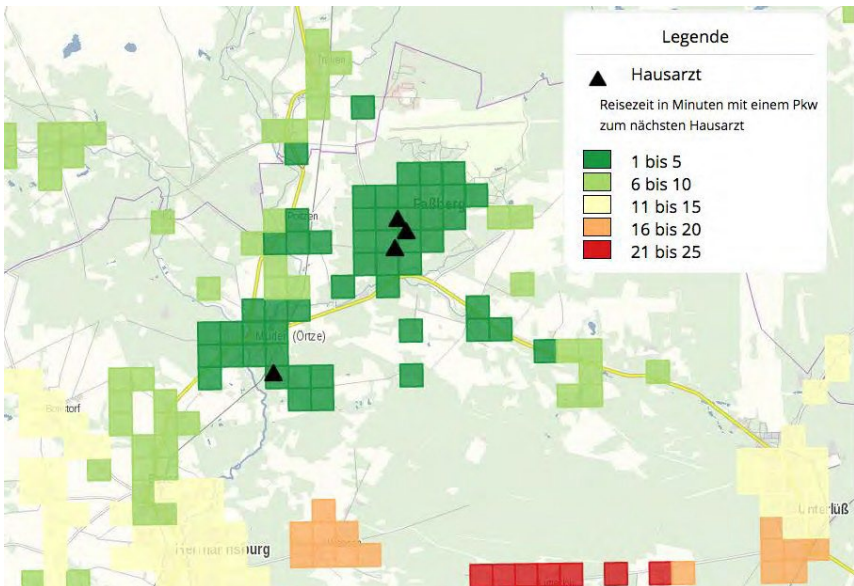 Legende
Hausarzt
Reisezeit in Minuten mit einem Pkw
zum nächsten Hausarzt
1 bis 5
6 bis 10
11 bis 15
16 bis 20
21 bis 25
Faßberg
Poitzen
Müden (Örtze)
Unterlüß
Hermannsburg